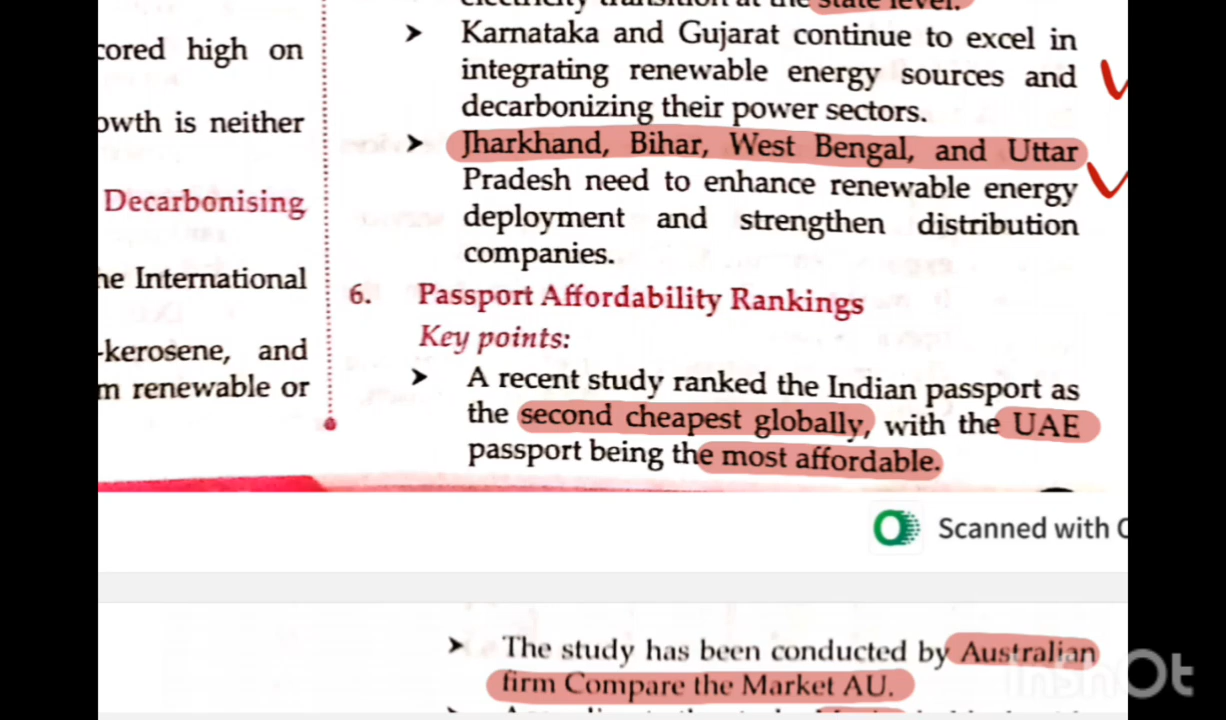 cored high on
owth is neither
Decarbonising
he International
-kerosene, and
m renewable or
electricity transition at the state level.
➤ Karnataka and Gujarat continue to excel in
integrating renewable energy sources and
decarbonizing their power sectors.
➤ Jharkhand, Bihar, West Bengal, and Uttar
Pradesh need to enhance renewable energy
deployment and strengthen distribution
companies.
6. Passport Affordability Rankings
Key points:
➤ A recent study ranked the Indian passport as
the second cheapest globally, with the UAE
passport being the most affordable.
Scanned with
➤ The study has been conducted by Australian
firm Compare the Market AU.
InShOt